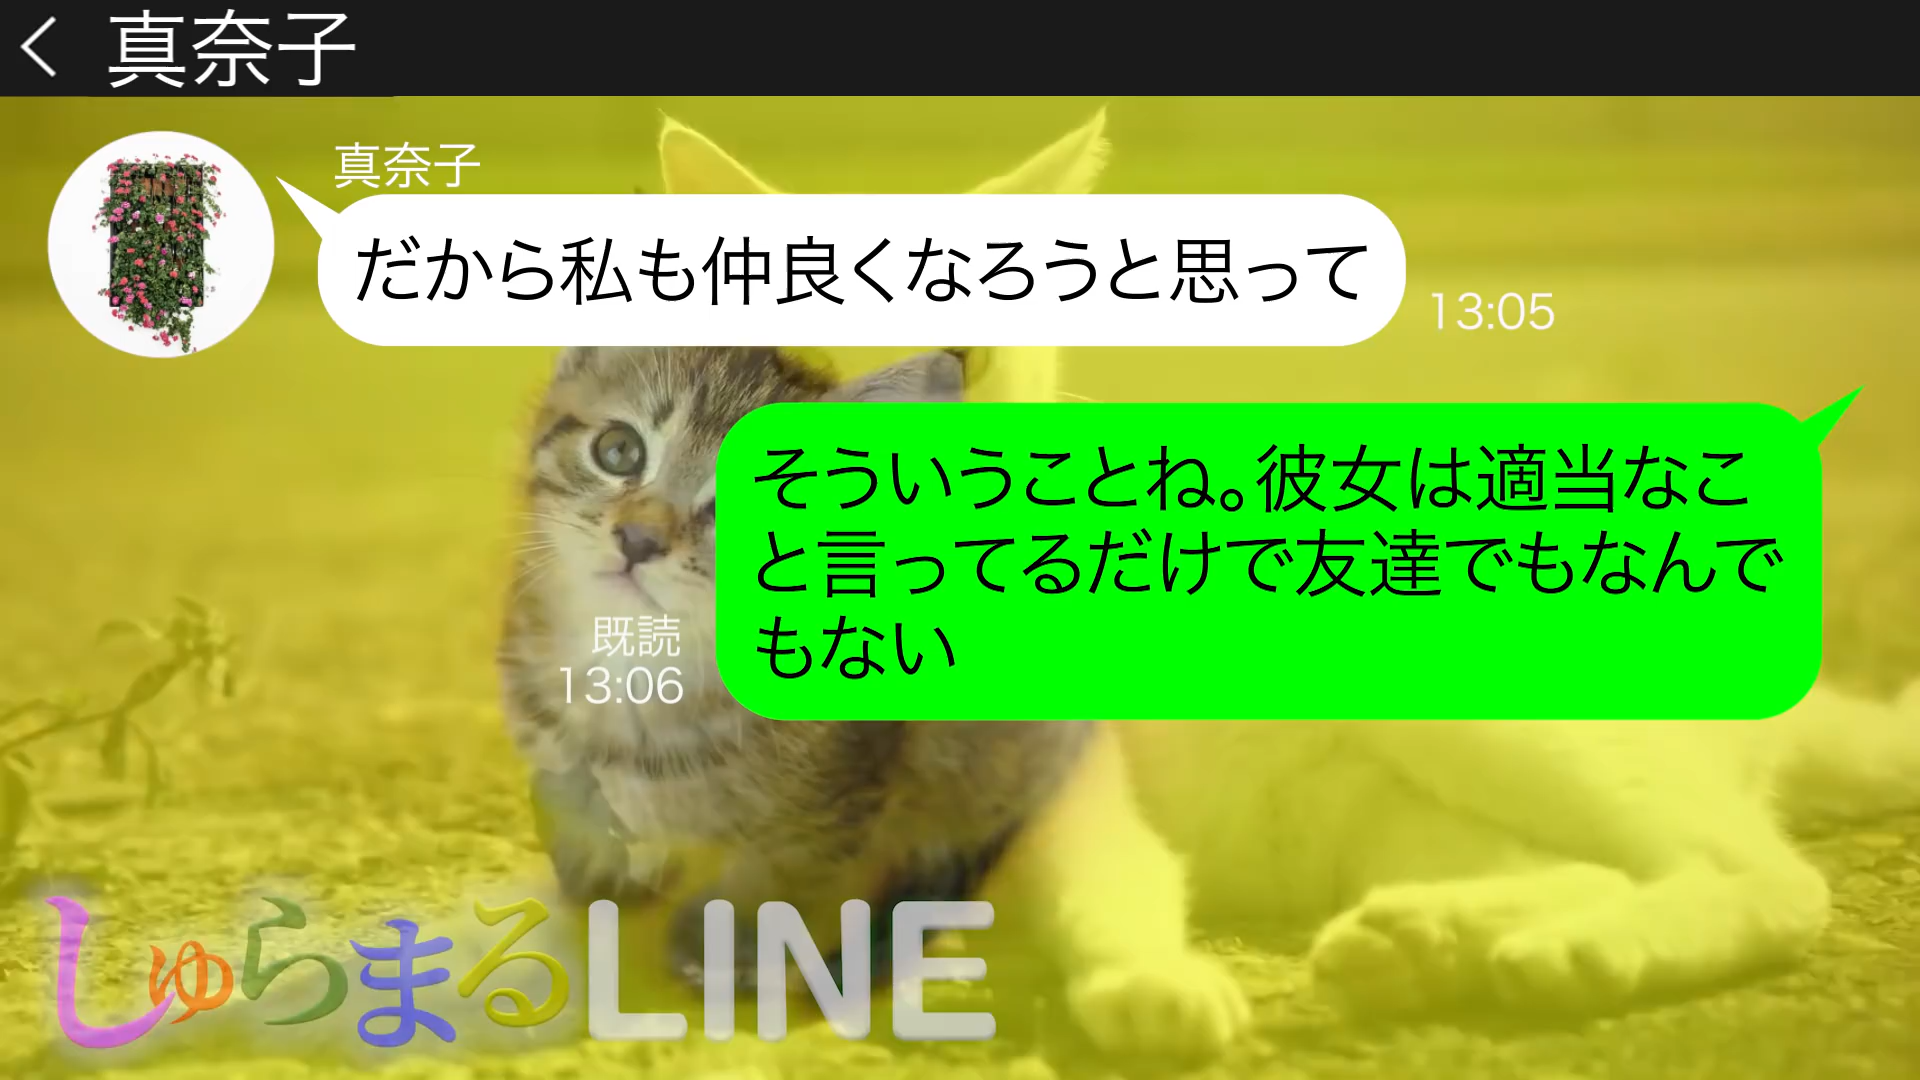 真奈子
真奈子
だから私も仲良くなろうと思って
13:05
そういうことね。彼女は適当なこ
と言ってるだけで友達でもなんで
もない
既読
13:06
しゅらまるLINE